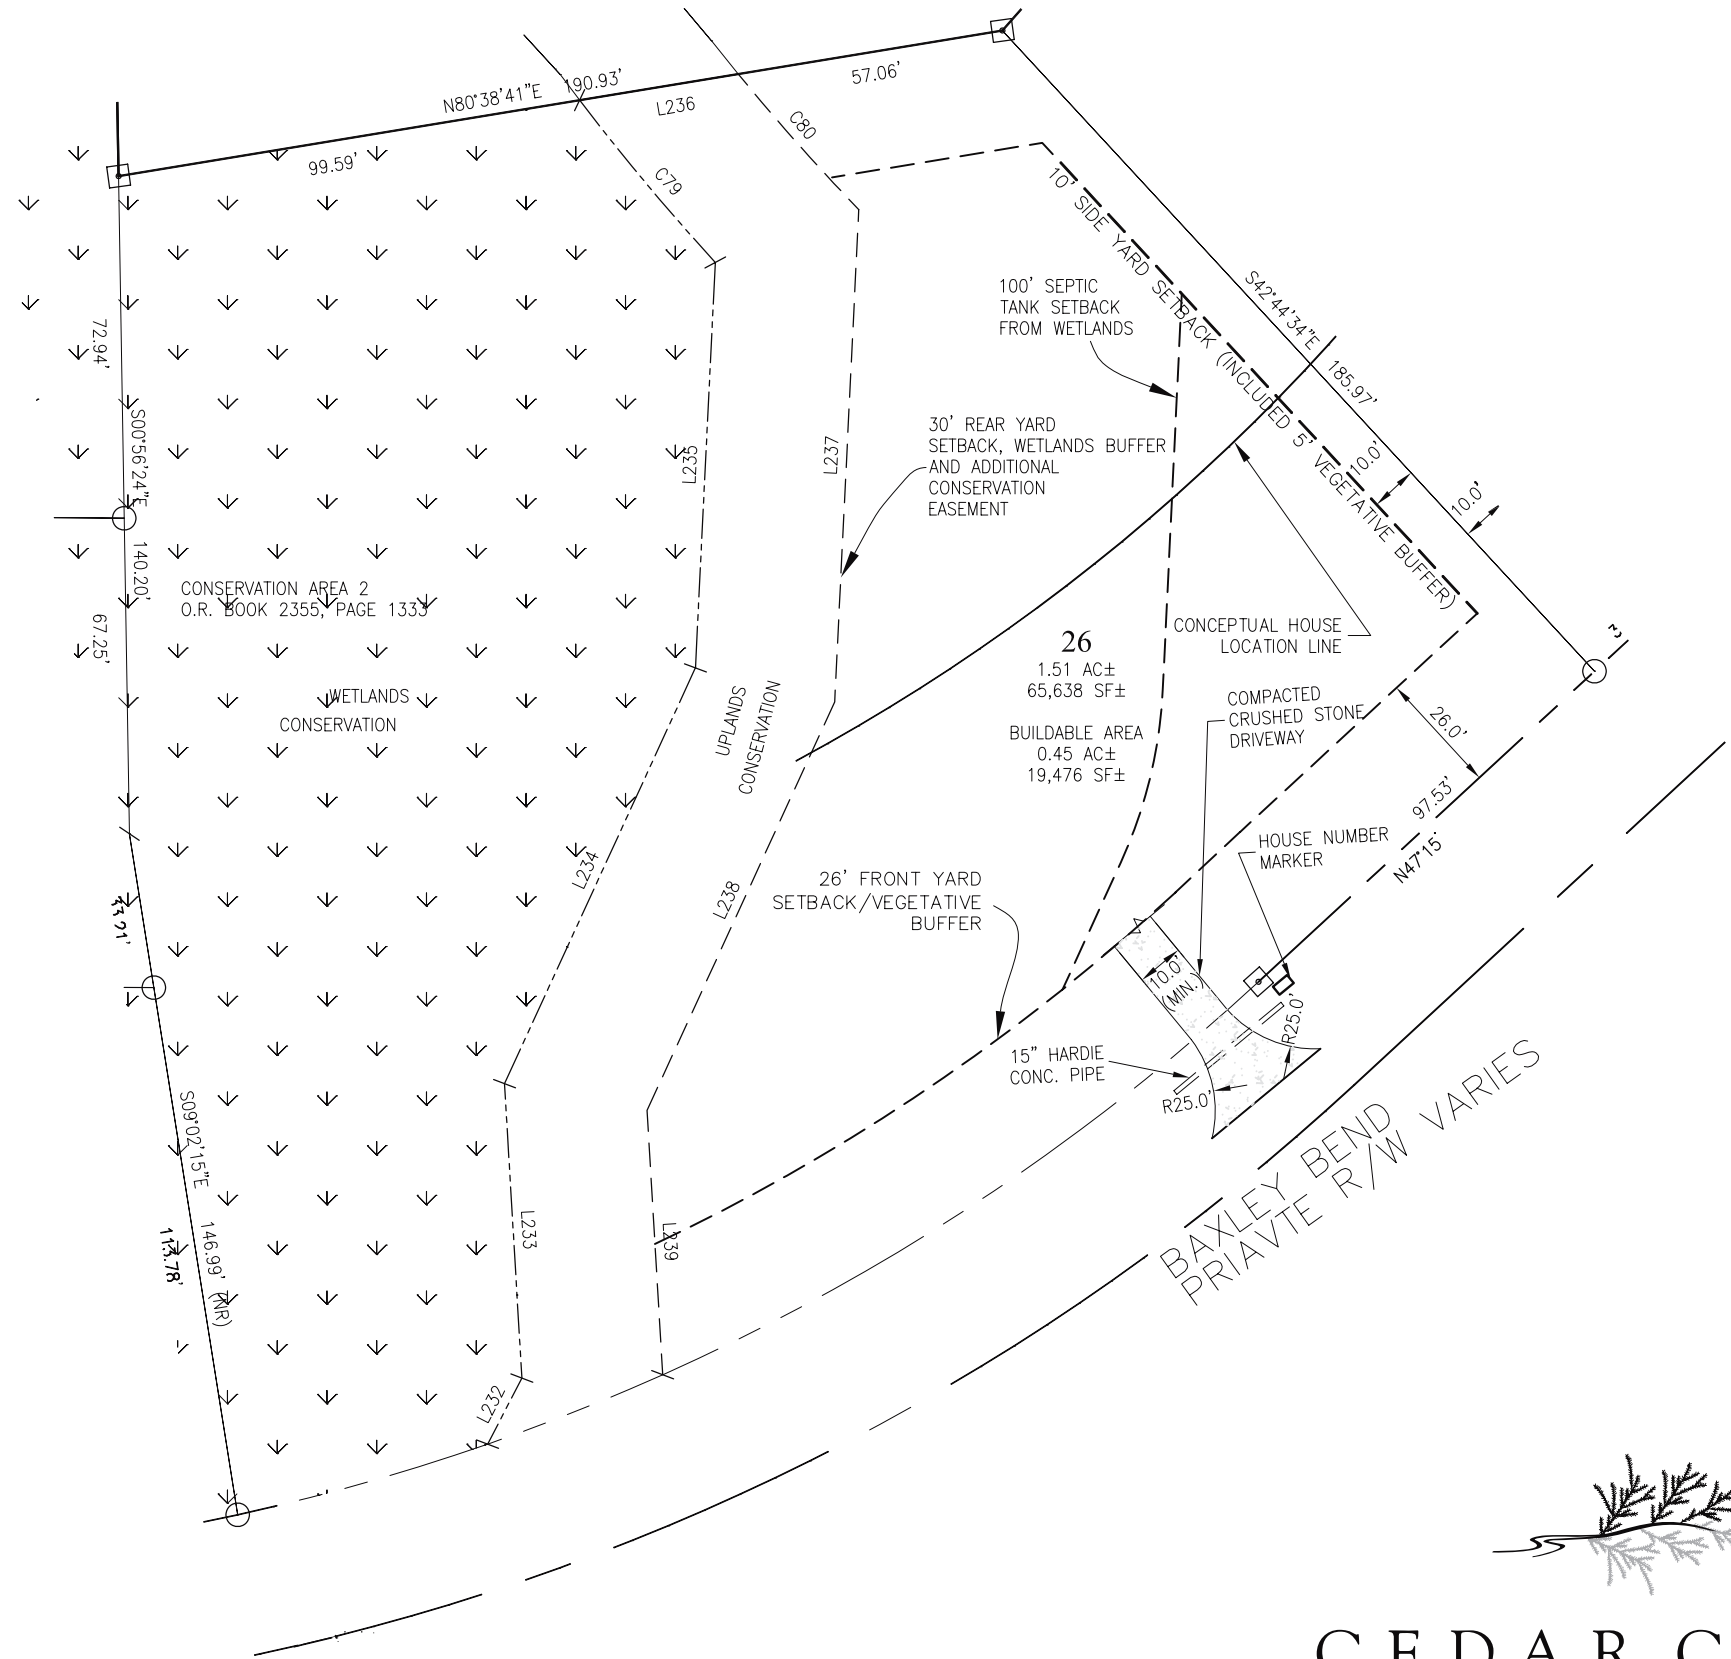 N80°38'41"E
190.93'
57.06'
L236
99.59'
C80
C79
10' SIDE YARD SETBACK (INCLUDED 5' VEGETATIVE BUFFER)
S42°44'34"E
185.97'
100' SEPTIC
TANK SETBACK
FROM WETLANDS
72.94'
S00°56'24"E
30' REAR YARD
SETBACK, WETLANDS BUFFER
AND ADDITIONAL
CONSERVATION
EASEMENT
L235
L237
10.0'
10.0'
140.20'
CONSERVATION AREA 2
O.R. BOOK 2355, PAGE 1333
67.25'
CONCEPTUAL HOUSE
LOCATION LINE
26
1.51 AC±
65,638 SF±
BUILDABLE AREA
0.45 AC±
19,476 SF±
WETLANDS
CONSERVATION
UPLANDS
CONSERVATION
COMPACTED
CRUSHED STONE
DRIVEWAY
26.0'
97.53'
N47°15'
HOUSE NUMBER
MARKER
L234
L238
26' FRONT YARD
SETBACK/VEGETATIVE
BUFFER
10.0'
(MIN.)
R25.0'
15" HARDIE
CONC. PIPE
R25.0'
S09°02'15"E
146.99' (NR)
113.78'
L233
L239
L232
BAXLEY BEND
PRIAVTE R/W VARIES
CEDAR C